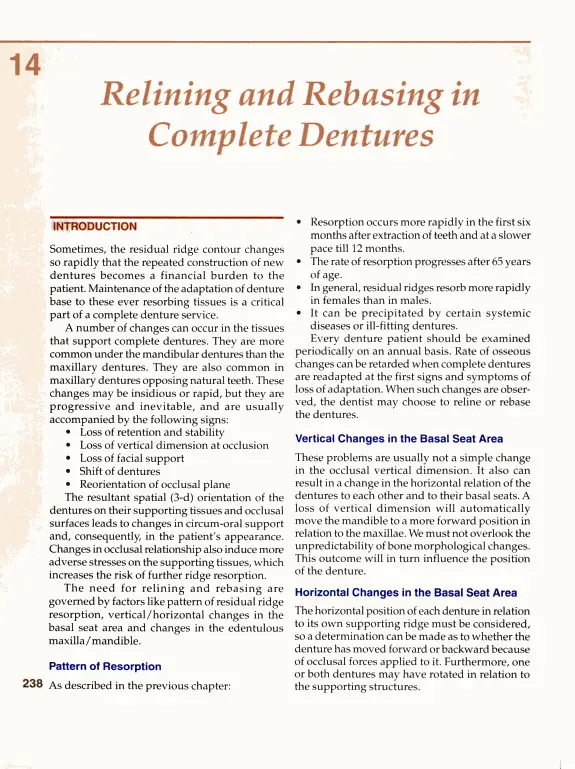 14
Relining and Rebasing in
Complete Dentures
INTRODUCTION
Sometimes, the residual ridge contour changes
so rapidly that the repeated construction of new
dentures becomes a financial burden to the
patient. Maintenance of the adaptation of denture
base to these ever resorbing tissues is a critical
part of a complete denture service.
A number of changes can occur in the tissues
that support complete dentures. They are more
common under the mandibular dentures than the
maxillary dentures. They are also common in
maxillary dentures opposing natural teeth. These
changes may be insidious or rapid, but they are
progressive and inevitable, and are usually
accompanied by the following signs:
• Loss of retention and stability
• Loss of vertical dimension at occlusion
• Loss of facial support
• Shift of dentures
• Reorientation of occlusal plane
The resultant spatial (3-d) orientation of the
dentures on their supporting tissues and occlusal
surfaces leads to changes in circum-oral support
and, consequently, in the patient's appearance.
Changes in occlusal relationship also induce more
adverse stresses on the supporting tissues, which
increases the risk of further ridge resorption.
The need for relining and rebasing are
governed by factors like pattern of residual ridge
resorption, vertical/horizontal changes in the
basal seat area and changes in the edentulous
maxilla/mandible.
Pattern of Resorption
238 As described in the previous chapter:
• Resorption occurs more rapidly in the first six
months after extraction of teeth and at a slower
pace till 12 months.
• The rate of resorption progresses after 65 years
of age.
• In general, residual ridges resorb more rapidly
in females than in males.
• It can be precipitated by certain systemic
diseases or ill-fitting dentures.
Every denture patient should be examined
periodically on an annual basis. Rate of osseous
changes can be retarded when complete dentures
are readapted at the first signs and symptoms of
loss of adaptation. When such changes are obser-
ved, the dentist may choose to reline or rebase
the dentures.
Vertical Changes in the Basal Seat Area
These problems are usually not a simple change
in the occlusal vertical dimension. It also can
result in a change in the horizontal relation of the
dentures to each other and to their basal seats. A
loss of vertical dimension will automatically
move the mandible to a more forward position in
relation to the maxillae. We must not overlook the
unpredictability of bone morphological changes.
This outcome will in turn influence the position
of the denture.
Horizontal Changes in the Basal Seat Area
The horizontal position of each denture in relation
to its own supporting ridge must be considered,
so a determination can be made as to whether the
denture has moved forward or backward because
of occlusal forces applied to it. Furthermore, one
or both dentures may have rotated in relation to
the supporting structures.